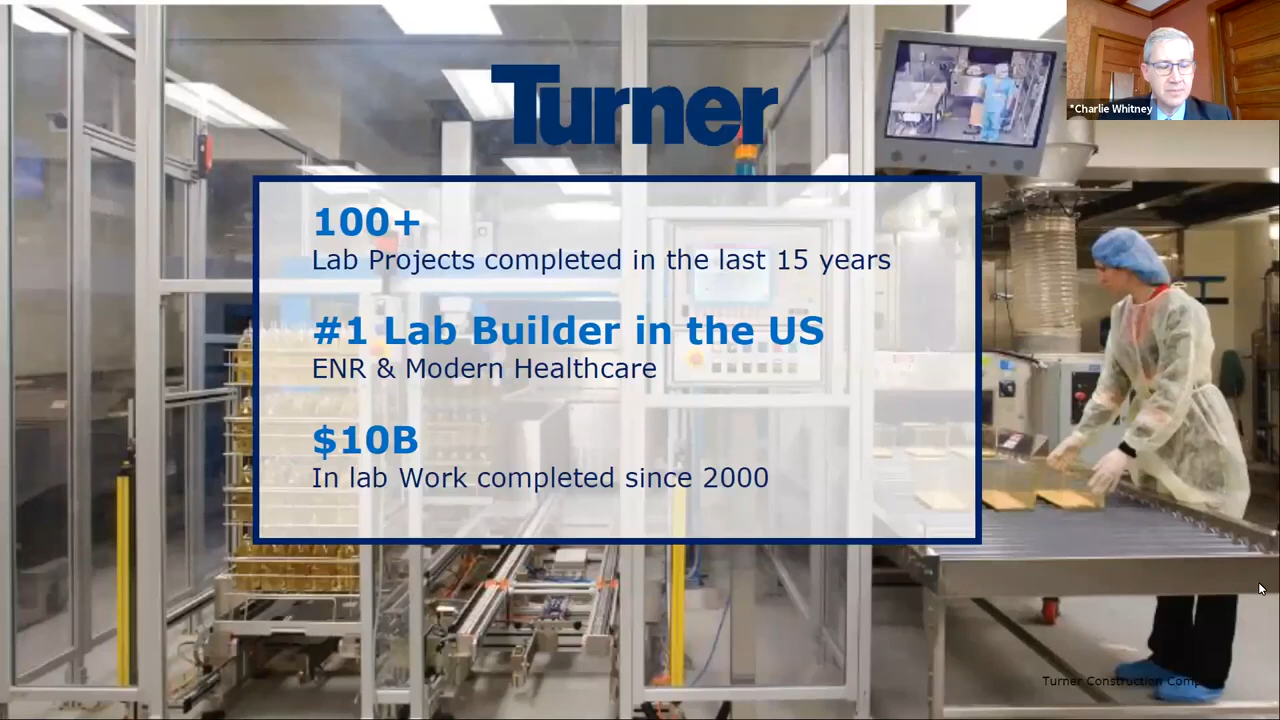 Turner
*Charlie Whitney
100+
Lab Projects completed in the last 15 years
#1 Lab Builder in the US
ENR & Modern Healthcare
$10B
In lab Work completed since 2000
Turner Construction